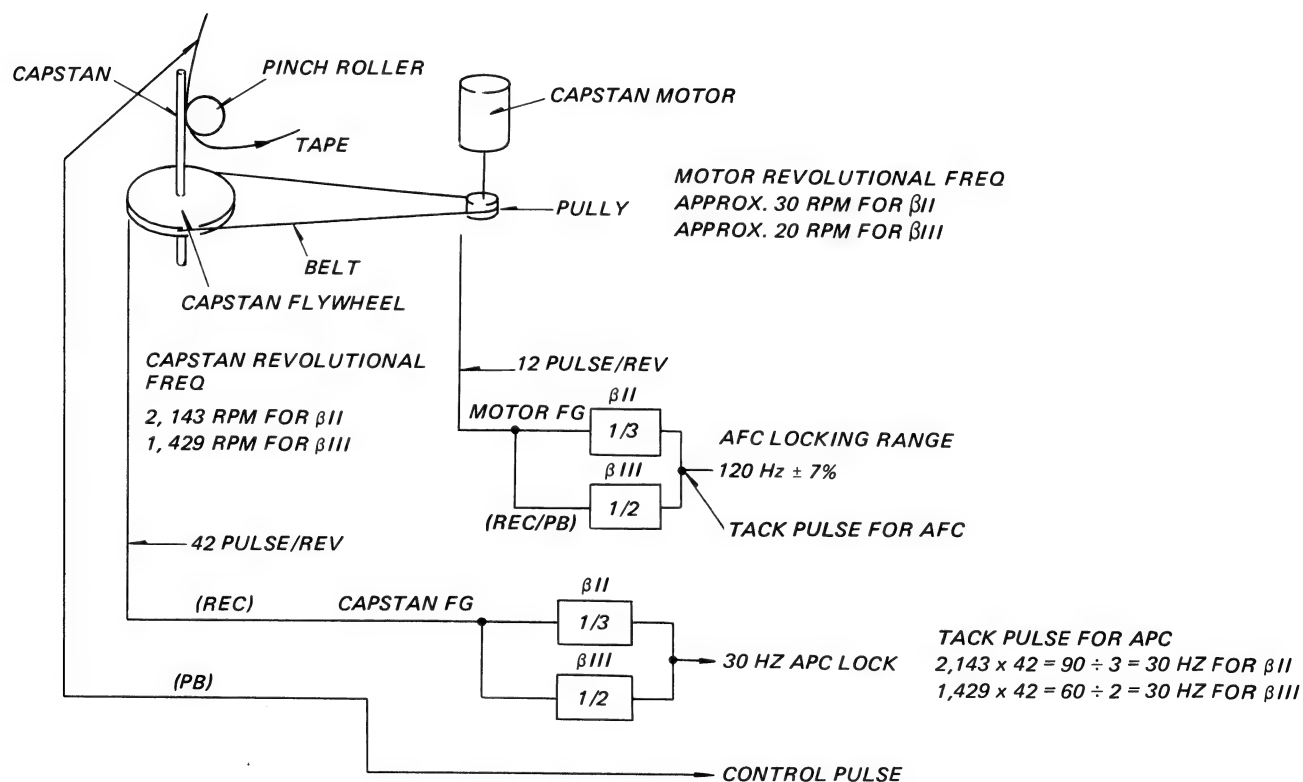 CAPSTAN
PINCH ROLLER
TAPE
CAPSTAN MOTOR
PULLY
MOTOR REVOLUTIONAL FREQ
APPROX. 30 RPM FOR βII
APPROX. 20 RPM FOR βIII
BELT
CAPSTAN FLYWHEEL
CAPSTAN REVOLUTIONAL
FREQ
2, 143 RPM FOR βII
1, 429 RPM FOR βIII
12 PULSE/REV
MOTOR FG
βII
1/3
βIII
1/2
(REC/PB)
AFC LOCKING RANGE
120 Hz ± 7%
TACK PULSE FOR AFC
42 PULSE/REV
(REC)
CAPSTAN FG
βII
1/3
βIII
1/2
30 HZ APC LOCK
TACK PULSE FOR APC
2,143 x 42 = 90 ÷ 3 = 30 HZ FOR βII
1,429 x 42 = 60 ÷ 2 = 30 HZ FOR βIII
(PB)
CONTROL PULSE